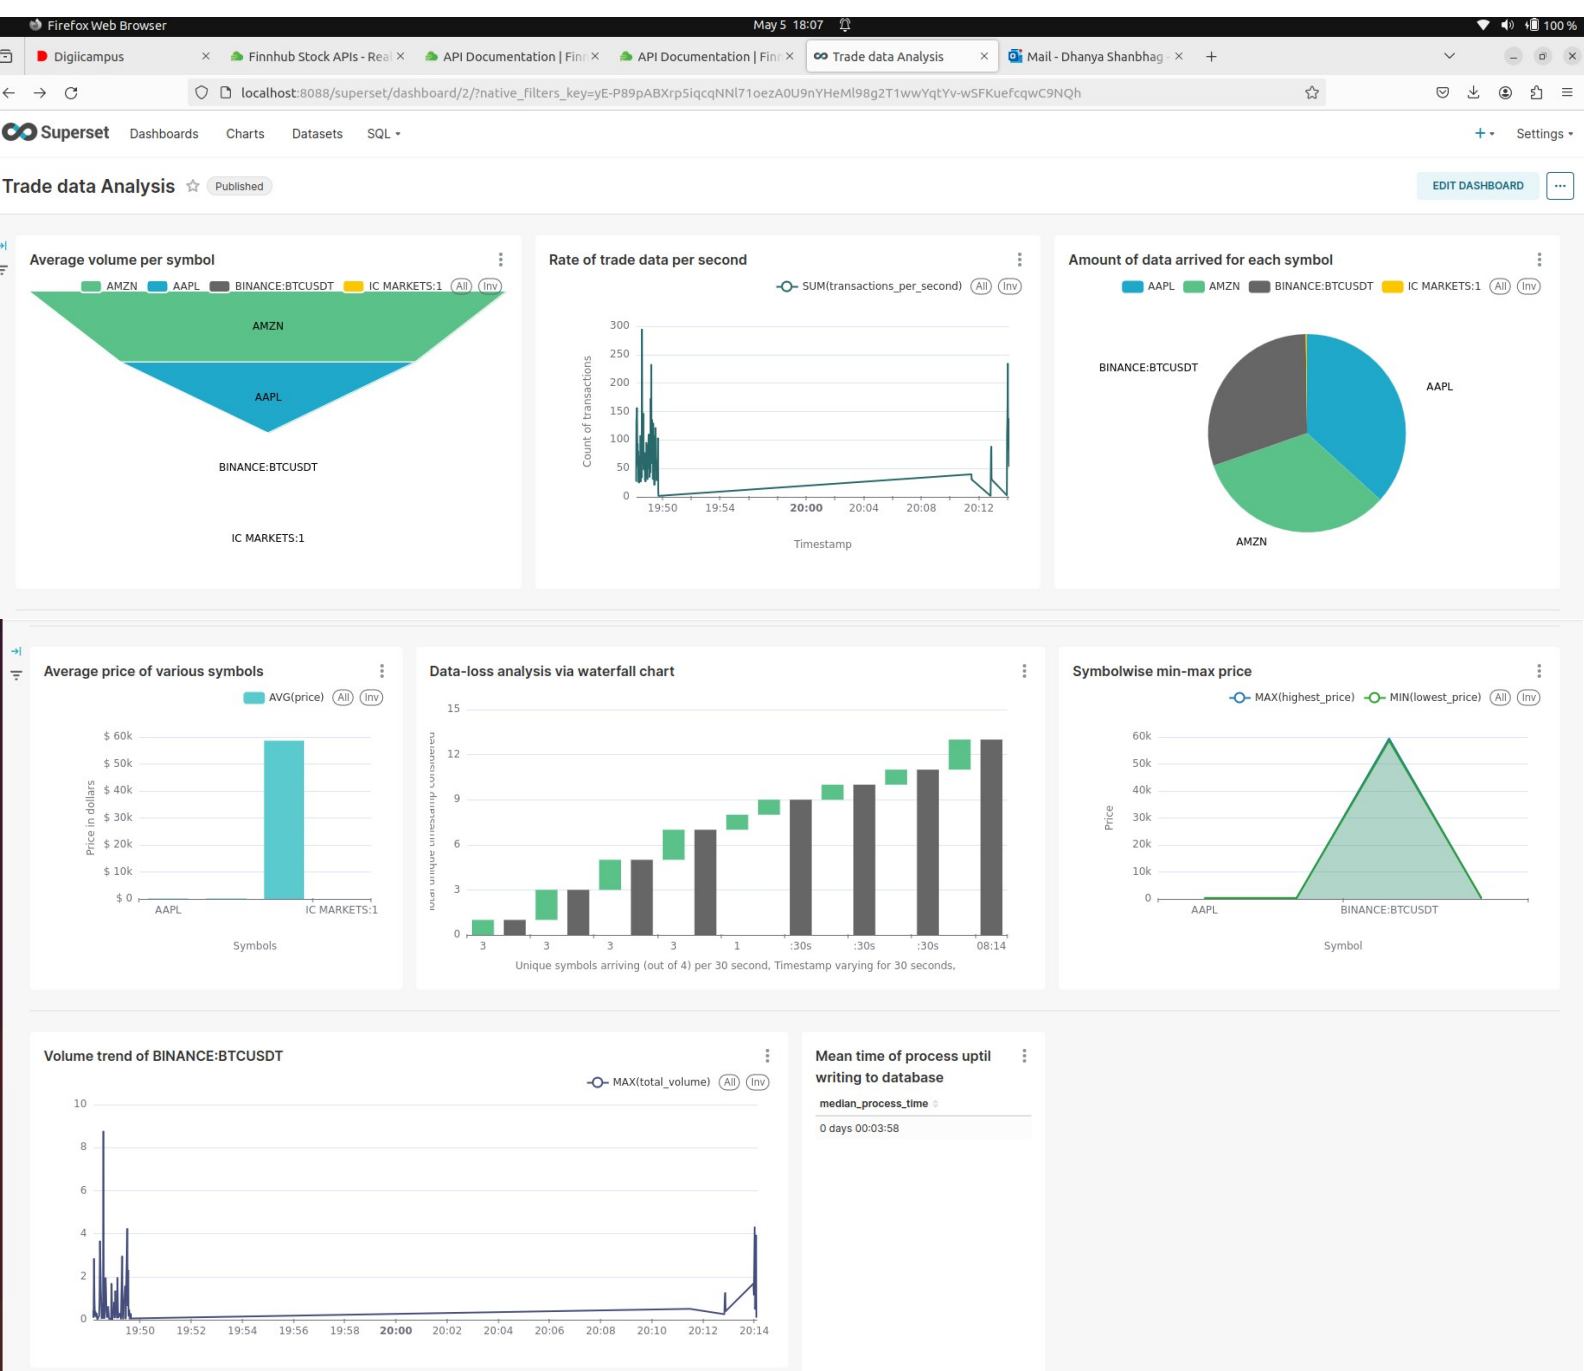 Firefox Web Browser
May 5 18:07
100 %
Digiicampus
Finnhub Stock APIs - Real
API Documentation | Finn
API Documentation | Finn
Trade data Analysis
Mail - Dhanya Shanbhag -
localhost:8088/superset/dashboard/2/?native_filters_key=yE-P89pABXrp5iqcqNNl71oezA0U9nYHeMl98g2T1wwYqtYv-wSFKuefcqwC9NQh
Superset
Dashboards
Charts
Datasets
SQL
Settings
Trade data Analysis
Published
EDIT DASHBOARD
Average volume per symbol
AMZN AAPL BINANCE:BTCUSDT IC MARKETS:1 All Inv
AMZN
AAPL
BINANCE:BTCUSDT
IC MARKETS:1
Rate of trade data per second
SUM(transactions_per_second) All Inv
Count of transactions
300
250
200
150
100
50
0
19:50 19:54 20:00 20:04 20:08 20:12
Timestamp
Amount of data arrived for each symbol
AAPL AMZN BINANCE:BTCUSDT IC MARKETS:1 All Inv
BINANCE:BTCUSDT
AAPL
AMZN
Average price of various symbols
AVG(price) All Inv
Price in dollars
$ 60k
$ 50k
$ 40k
$ 30k
$ 20k
$ 10k
$ 0
AAPL IC MARKETS:1
Symbols
Data-loss analysis via waterfall chart
total unique timestamp considered
15
12
9
6
3
0
3 3 3 3 1 :30s :30s :30s 08:14
Unique symbols arriving (out of 4) per 30 second, Timestamp varying for 30 seconds,
Symbolwise min-max price
MAX(highest_price) MIN(lowest_price) All Inv
Price
60k
50k
40k
30k
20k
10k
0
AAPL BINANCE:BTCUSDT
Symbol
Volume trend of BINANCE:BTCUSDT
MAX(total_volume) All Inv
10
8
6
4
2
0
19:50 19:52 19:54 19:56 19:58 20:00 20:02 20:04 20:06 20:08 20:10 20:12 20:14
Mean time of process uptil
writing to database
median_process_time
0 days 00:03:58